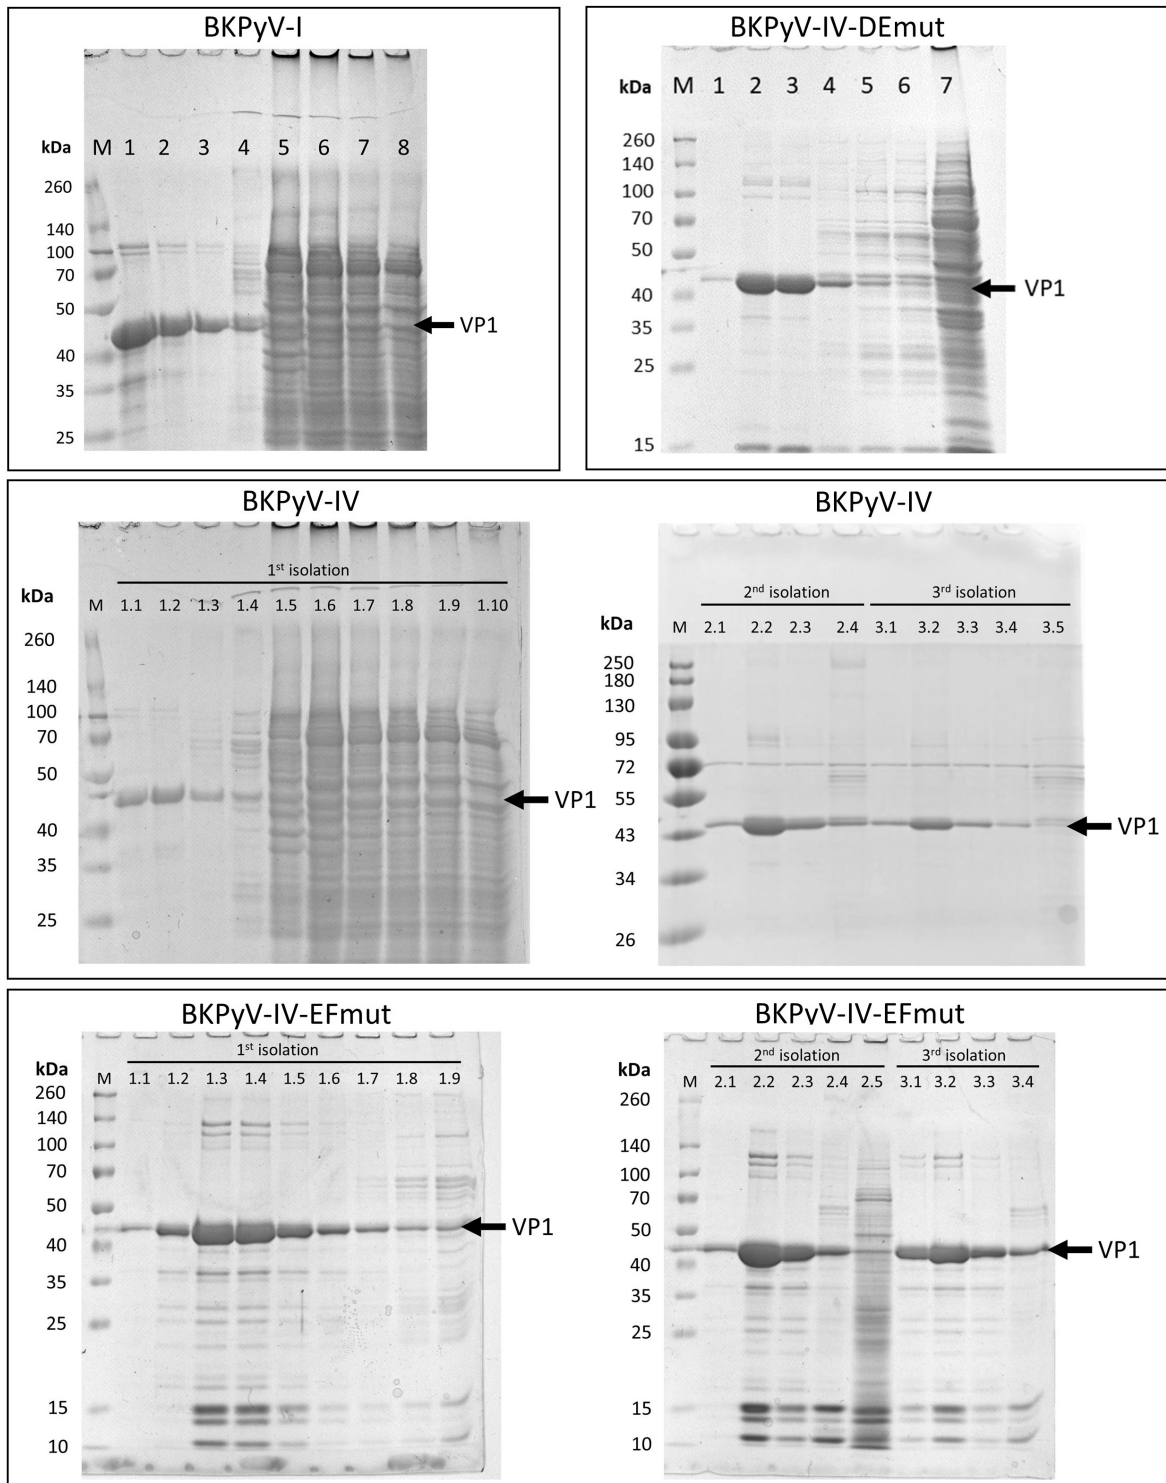 BKPyV-I
kDa M 1 2 3 4 5 6 7 8
260
140
100
70
50
40
35
25
VP1
BKPyV-IV-DEmut
kDa M 1 2 3 4 5 6 7
260
140
100
70
50
40
35
25
15
VP1
BKPyV-IV
1st isolation
kDa
M 1.1 1.2 1.3 1.4 1.5 1.6 1.7 1.8 1.9 1.10
260
140
100
70
50
40
35
25
VP1
BKPyV-IV
2nd isolation 3rd isolation
kDa M 2.1 2.2 2.3 2.4 3.1 3.2 3.3 3.4 3.5
250
180
130
95
72
55
43
34
26
VP1
BKPyV-IV-EFmut
1st isolation
kDa M 1.1 1.2 1.3 1.4 1.5 1.6 1.7 1.8 1.9
260
140
100
70
50
40
35
25
15
10
VP1
BKPyV-IV-EFmut
2nd isolation 3rd isolation
kDa M 2.1 2.2 2.3 2.4 2.5 3.1 3.2 3.3 3.4
260
140
100
70
50
40
35
25
15
10
VP1